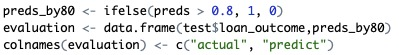 preds_by80 <- ifelse(preds > 0.8, 1, 0)
evaluation <- data.frame(test$loan_outcome,preds_by80)
colnames(evaluation) <- c("actual", "predict")